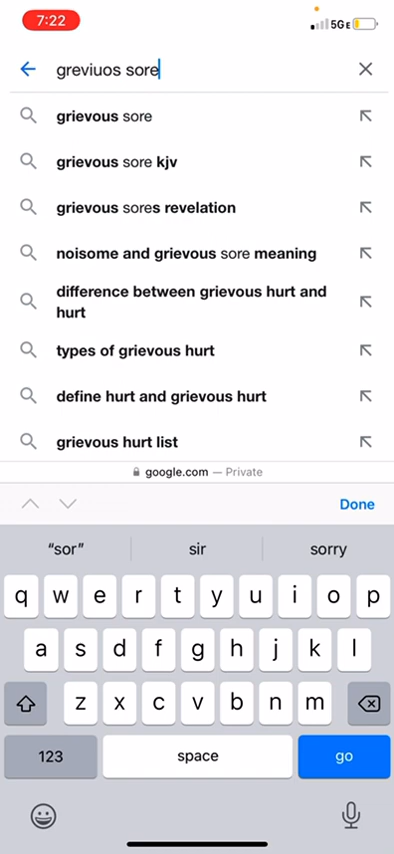 7:22
5GE
greviuos sore
grievous sore
grievous sore kjv
grievous sores revelation
noisome and grievous sore meaning
difference between grievous hurt and
hurt
types of grievous hurt
define hurt and grievous hurt
grievous hurt list
google.com — Private
Done
“sor” sir sorry
q w e r t y u i o p
a s d f g h j k l
z x c v b n m
123 space go